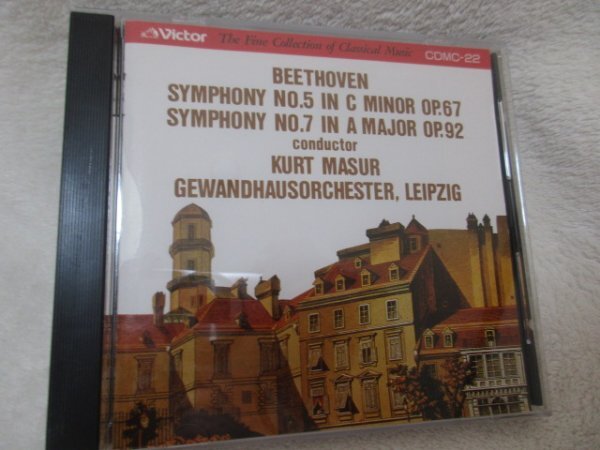 Victor The Fine Collection of Classical Music CDMC-22
BEETHOVEN
SYMPHONY NO.5 IN C MINOR OP.67
SYMPHONY NO.7 IN A MAJOR OP.92
conductor
KURT MASUR
GEWANDHAUSORCHESTER, LEIPZIG